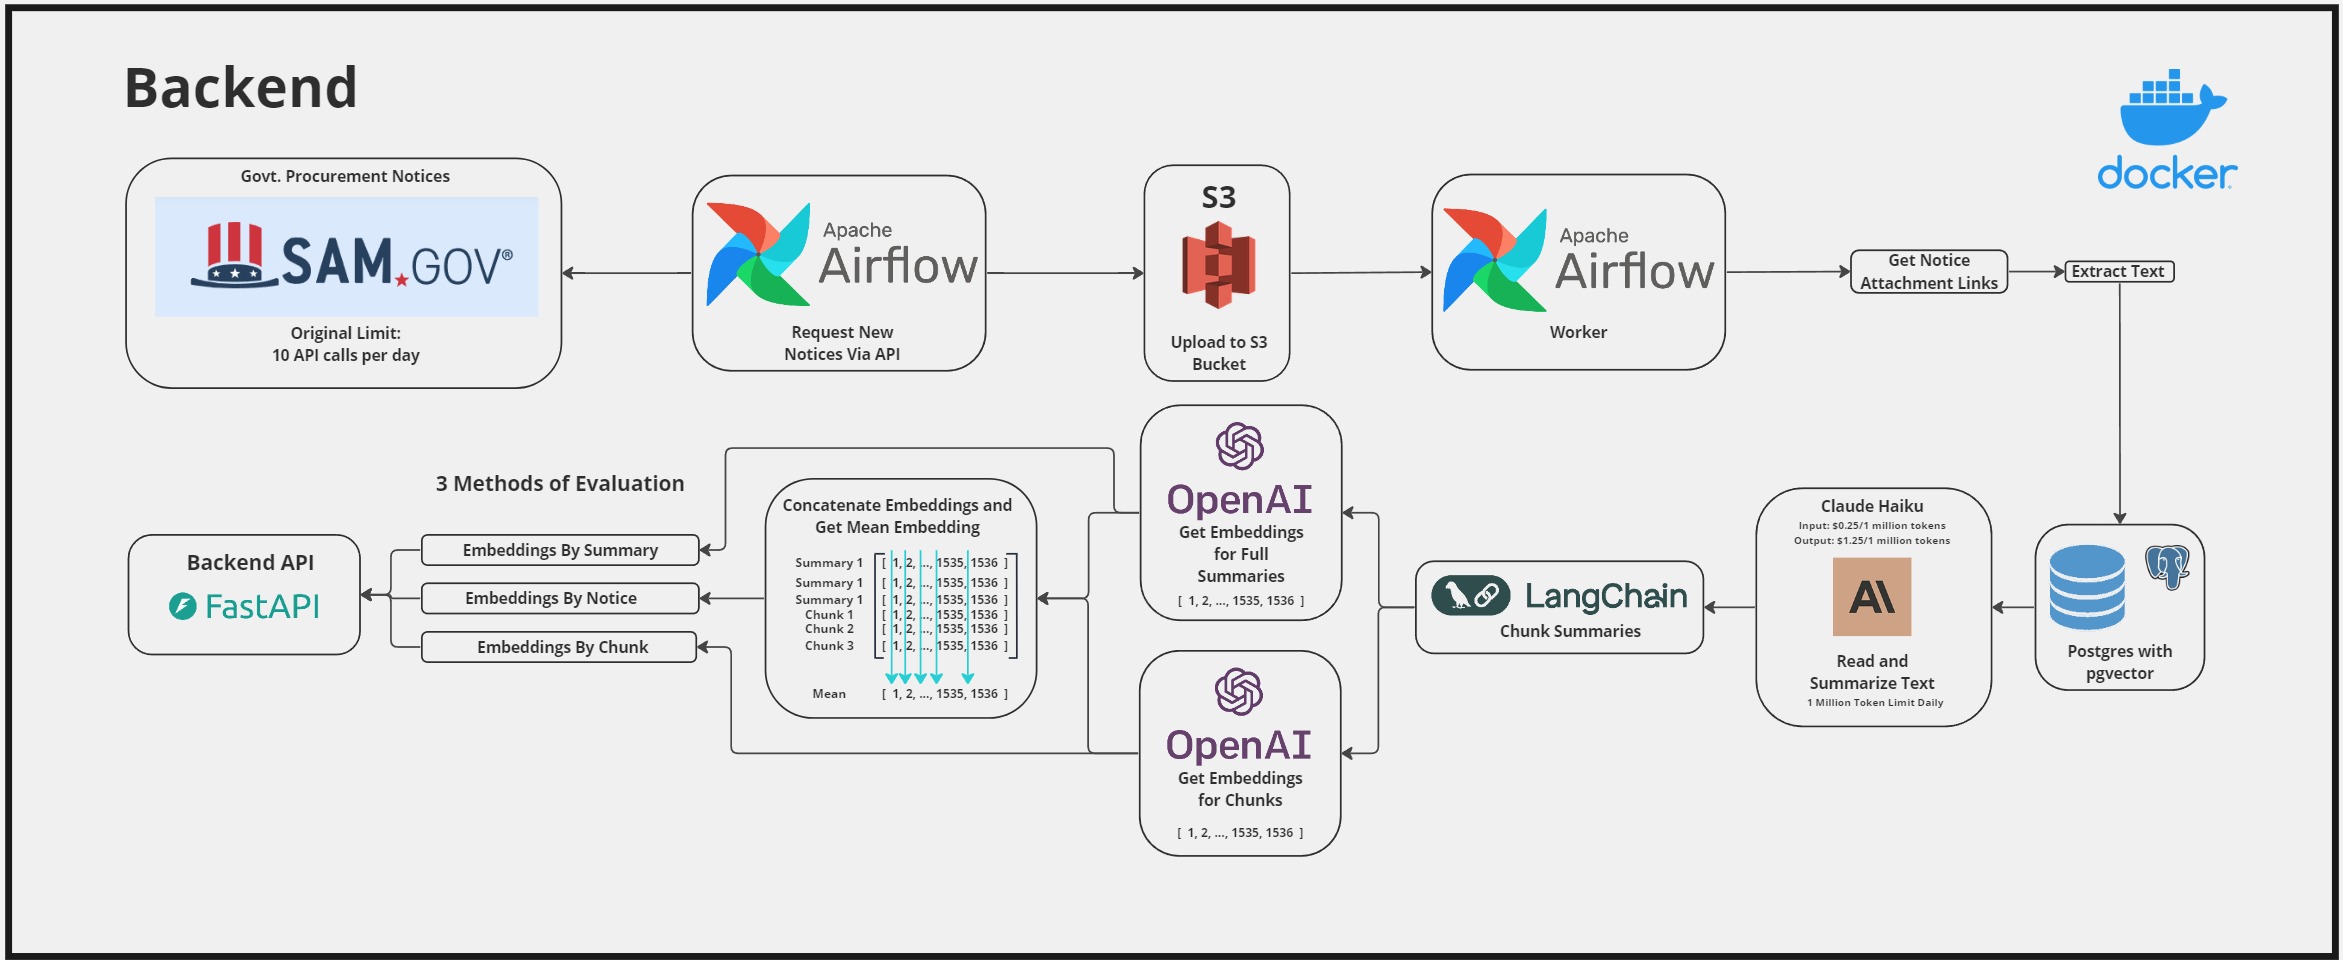 Backend
docker
Govt. Procurement Notices
SAM.GOV®
Original Limit:
10 API calls per day
Apache
Airflow
Request New
Notices Via API
S3
Upload to S3
Bucket
Apache
Airflow
Worker
Get Notice
Attachment Links
Extract Text
Postgres with
pgvector
Claude Haiku
Input: $0.25/1 million tokens
Output: $1.25/1 million tokens
A\
Read and
Summarize Text
1 Million Token Limit Daily
LangChain
Chunk Summaries
OpenAI
Get Embeddings
for Full
Summaries
[ 1, 2, ..., 1535, 1536 ]
OpenAI
Get Embeddings
for Chunks
[ 1, 2, ..., 1535, 1536 ]
Concatenate Embeddings and
Get Mean Embedding
Summary 1 [ 1, 2, ..., 1535, 1536 ]
Summary 1 [ 1, 2, ..., 1535, 1536 ]
Summary 1 [ 1, 2, ..., 1535, 1536 ]
Chunk 1 [ 1, 2, ..., 1535, 1536 ]
Chunk 2 [ 1, 2, ..., 1535, 1536 ]
Chunk 3 [ 1, 2, ..., 1535, 1536 ]
Mean [ 1, 2, ..., 1535, 1536 ]
3 Methods of Evaluation
Embeddings By Summary
Embeddings By Notice
Embeddings By Chunk
Backend API
FastAPI